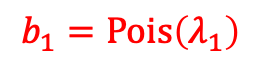 b₁ = Pois(λ₁)